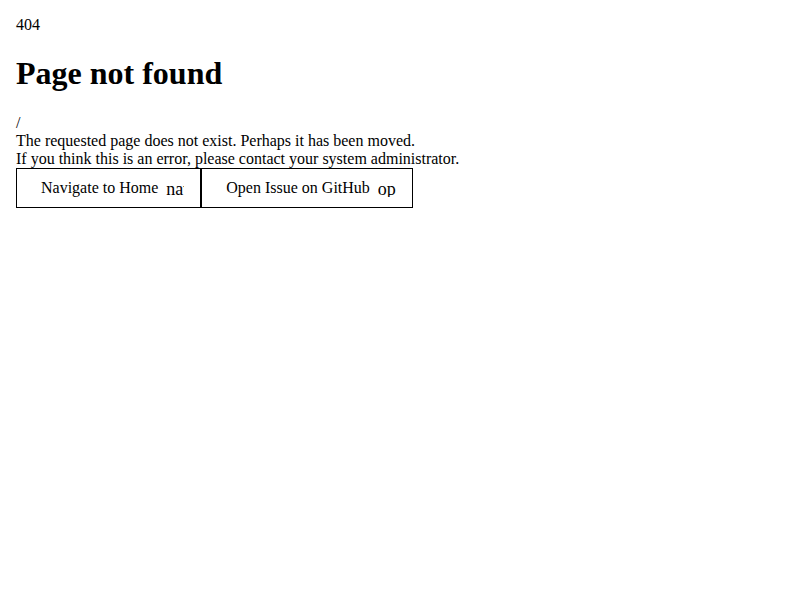 404
Page not found
/
The requested page does not exist. Perhaps it has been moved.
If you think this is an error, please contact your system administrator.
Navigate to Home na
Open Issue on GitHub op